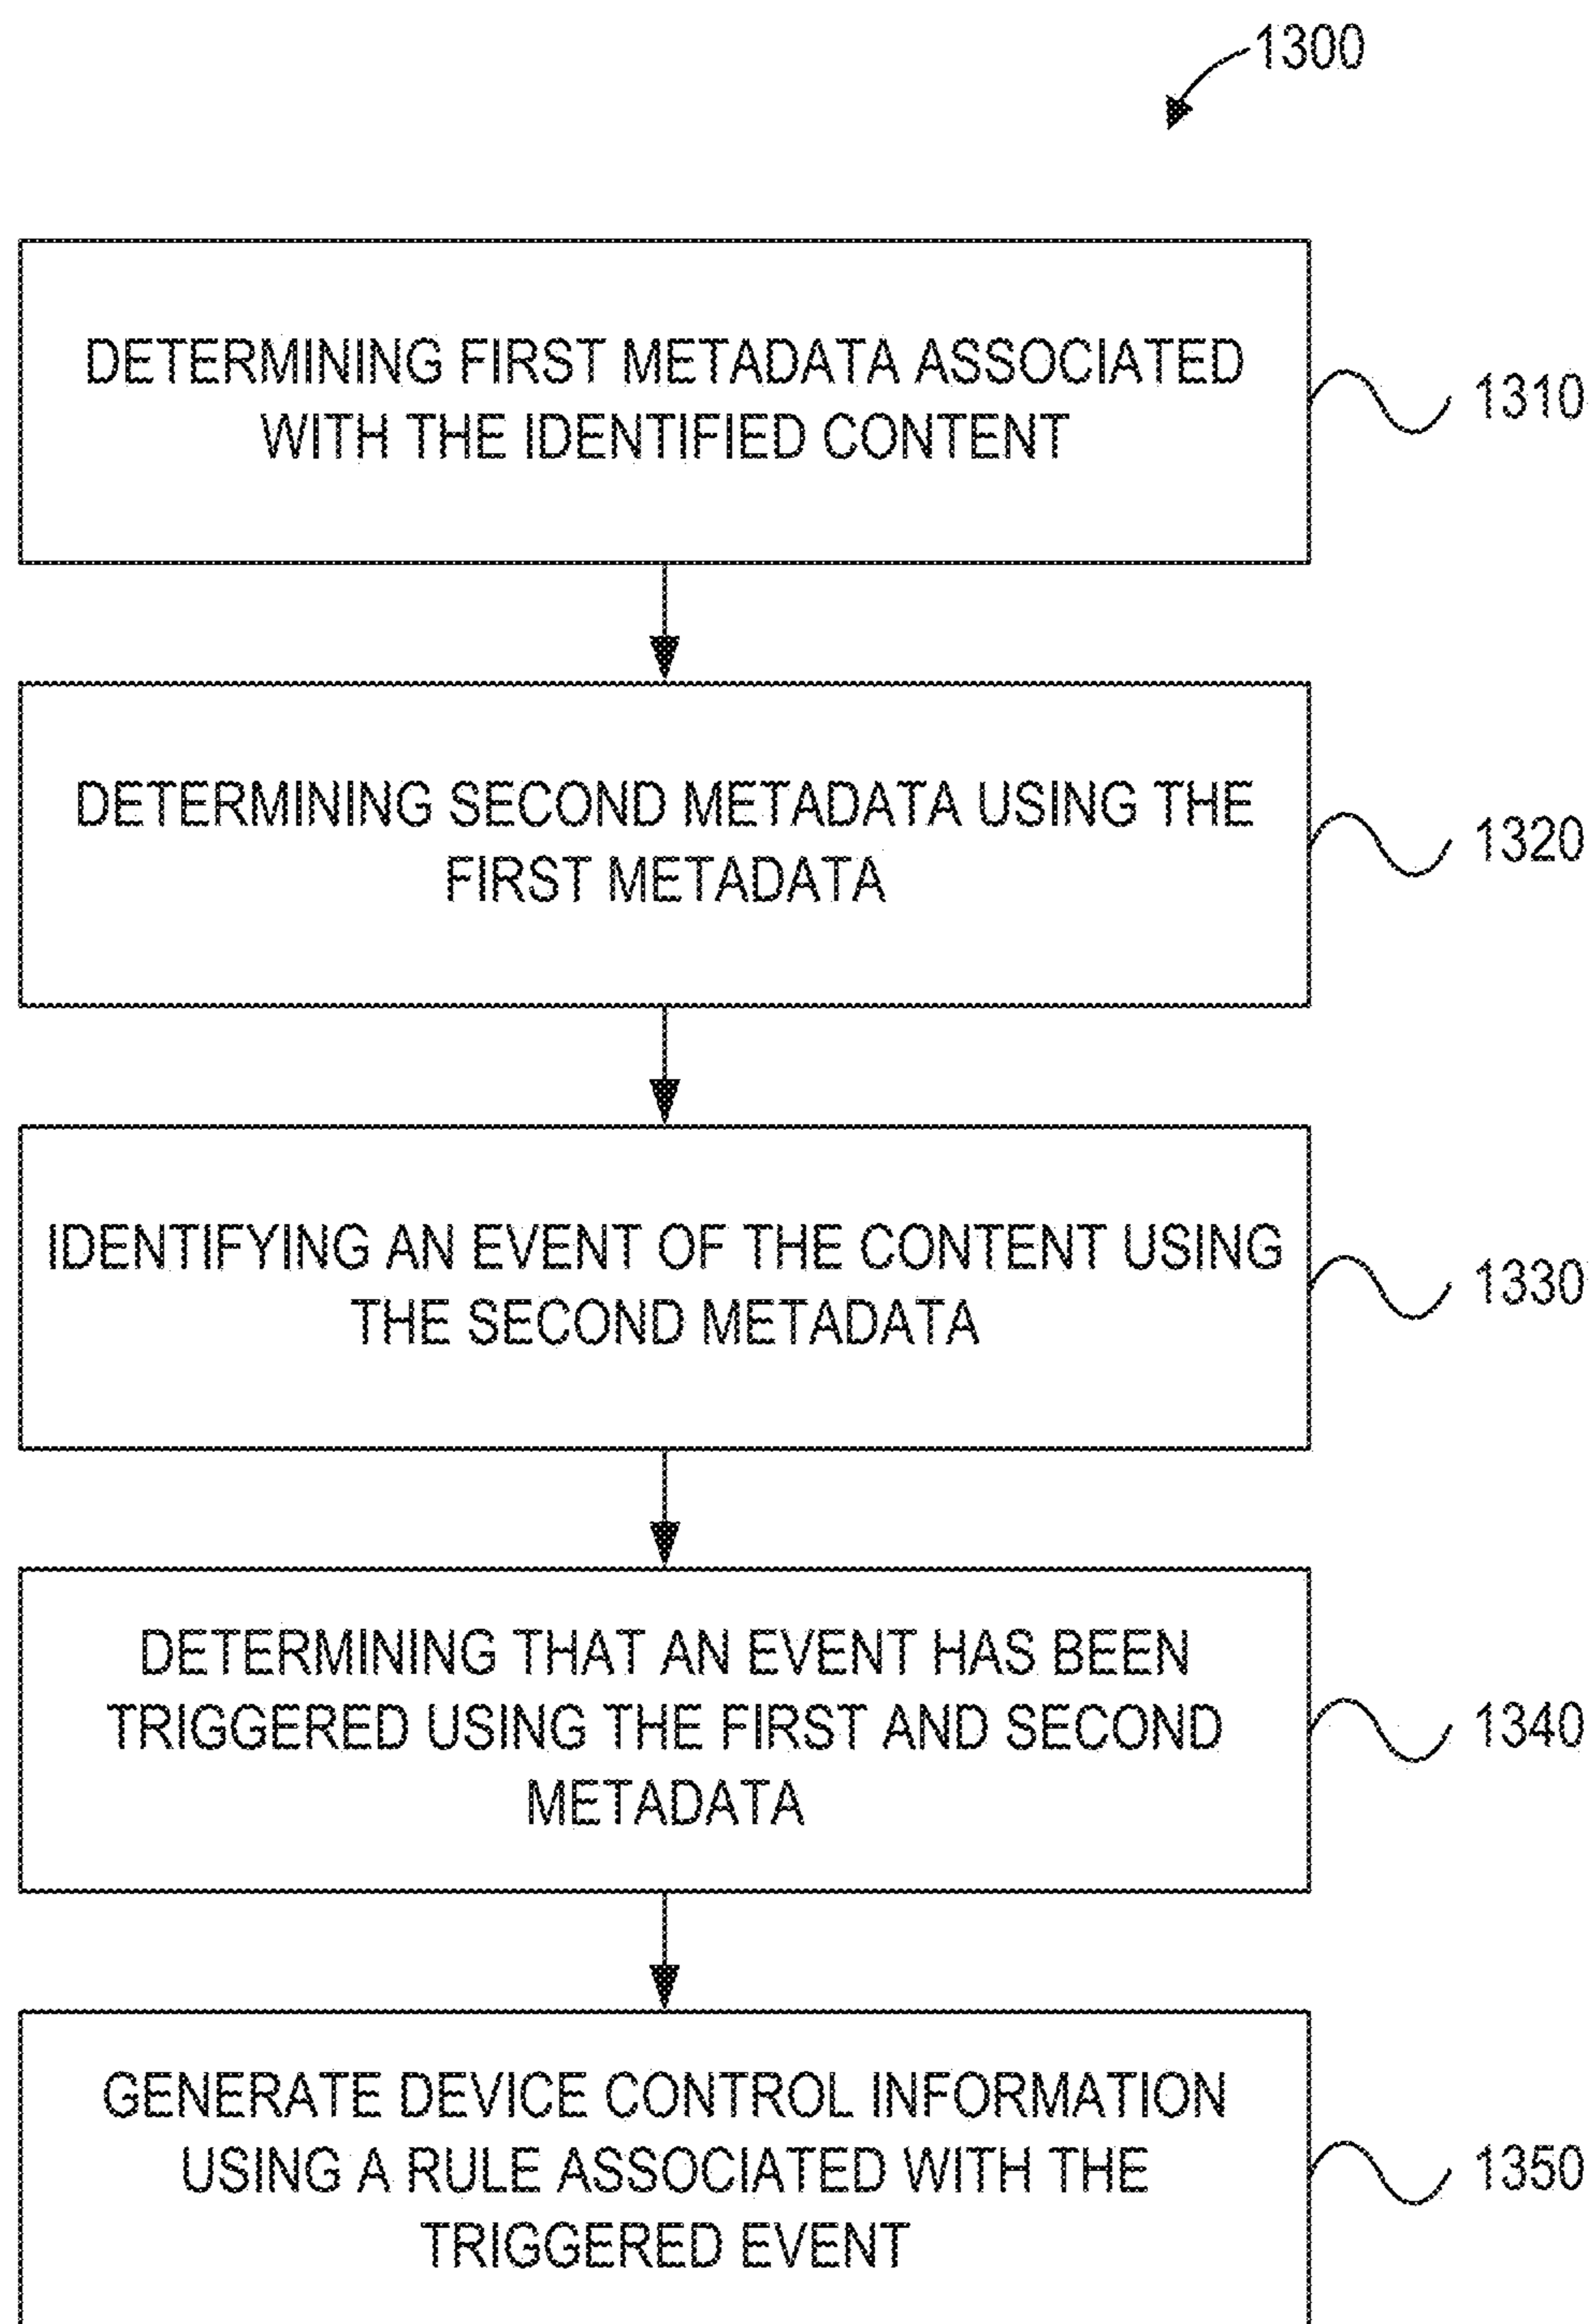 1300
DETERMINING FIRST METADATA ASSOCIATED
WITH THE IDENTIFIED CONTENT
1310
DETERMINING SECOND METADATA USING THE
FIRST METADATA
1320
IDENTIFYING AN EVENT OF THE CONTENT USING
THE SECOND METADATA
1330
DETERMINING THAT AN EVENT HAS BEEN
TRIGGERED USING THE FIRST AND SECOND
METADATA
1340
GENERATE DEVICE CONTROL INFORMATION
USING A RULE ASSOCIATED WITH THE
TRIGGERED EVENT
1350